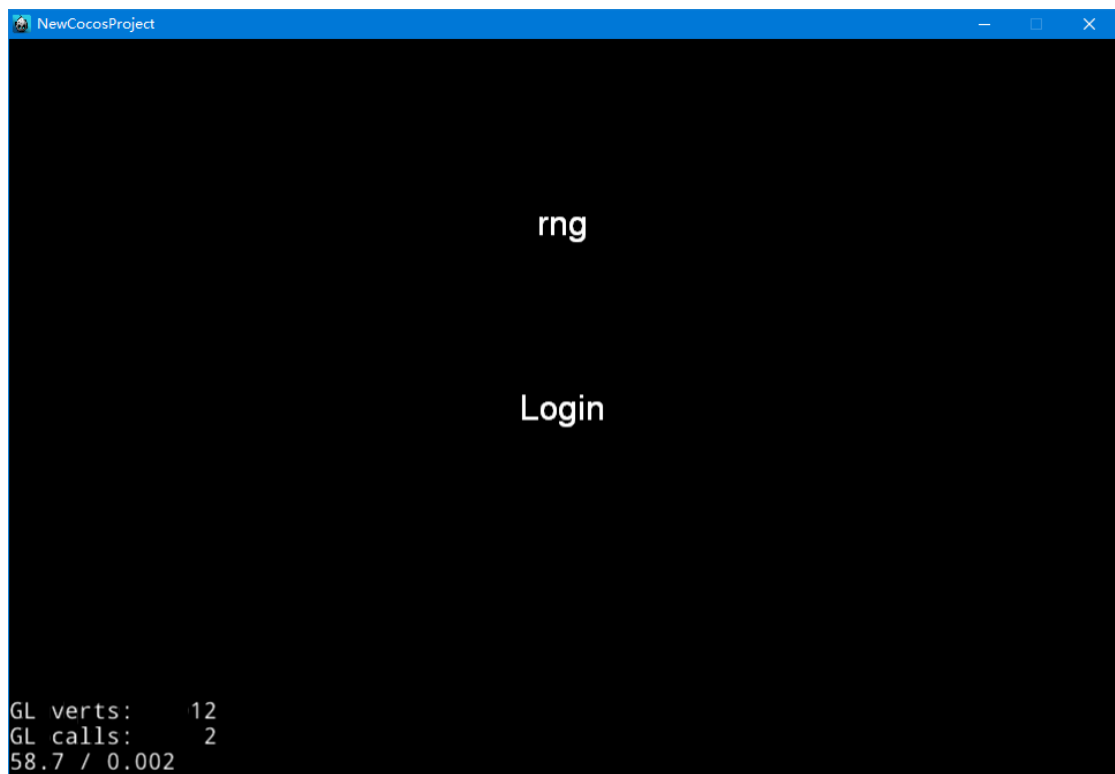 NewCocosProject
rng
Login
GL verts: 12
GL calls: 2
58.7 / 0.002